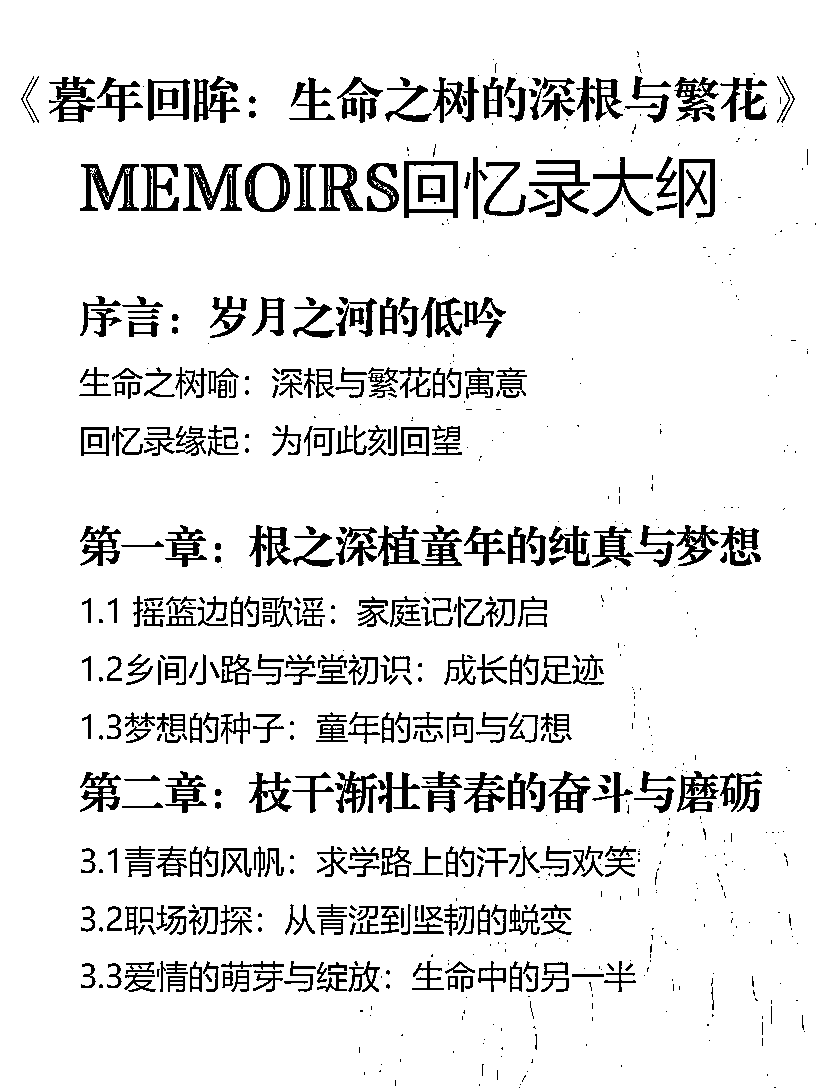 《暮年回眸：生命之树的深根与繁花》
MEMOIRS回忆录大纲
序言：岁月之河的低吟
生命之树喻：深根与繁花的寓意
回忆录缘起：为何此刻回望
第一章：根之深植童年的纯真与梦想
1.1 摇篮边的歌谣：家庭记忆初启
1.2乡间小路与学堂初识：成长的足迹
1.3梦想的种子：童年的志向与幻想
第二章：枝干渐壮青春的奋斗与磨砺
3.1青春的风帆：求学路上的汗水与欢笑
3.2职场初探：从青涩到坚韧的蜕变
3.3爱情的萌芽与绽放：生命中的另一半